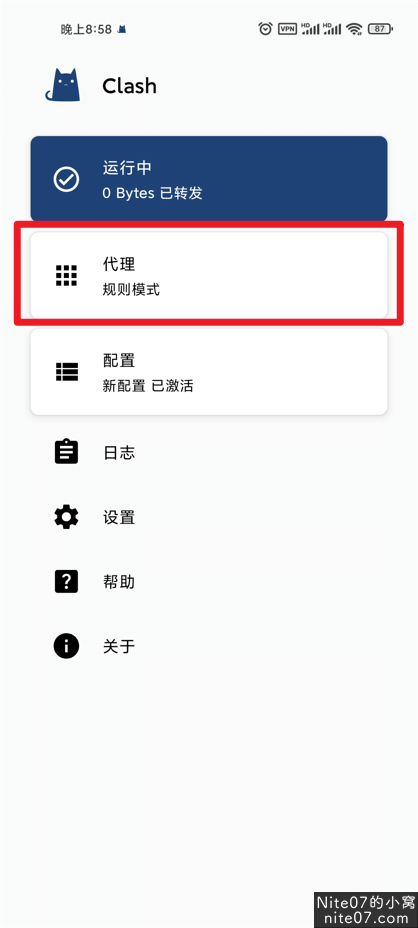 晚上8:58
VPN HD HD 87
Clash
运行中
0 Bytes 已转发
代理
规则模式
配置
新配置 已激活
日志
设置
帮助
关于
Nite07的小窝
nite07.com